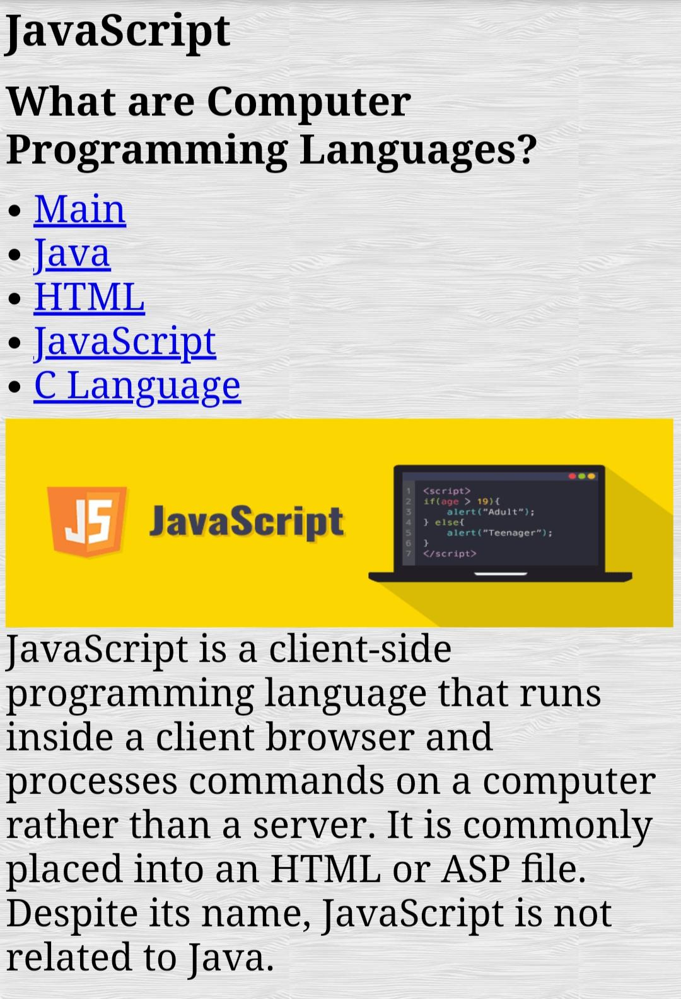 JavaScript
What are Computer
Programming Languages?
• Main
• Java
• HTML
• JavaScript
• C Language
JS JavaScript
1 <script>
2 if(age > 19){
3 alert("Adult");
4 } else{
5 alert("Teenager");
6 }
7 </script>
JavaScript is a client-side
programming language that runs
inside a client browser and
processes commands on a computer
rather than a server. It is commonly
placed into an HTML or ASP file.
Despite its name, JavaScript is not
related to Java.